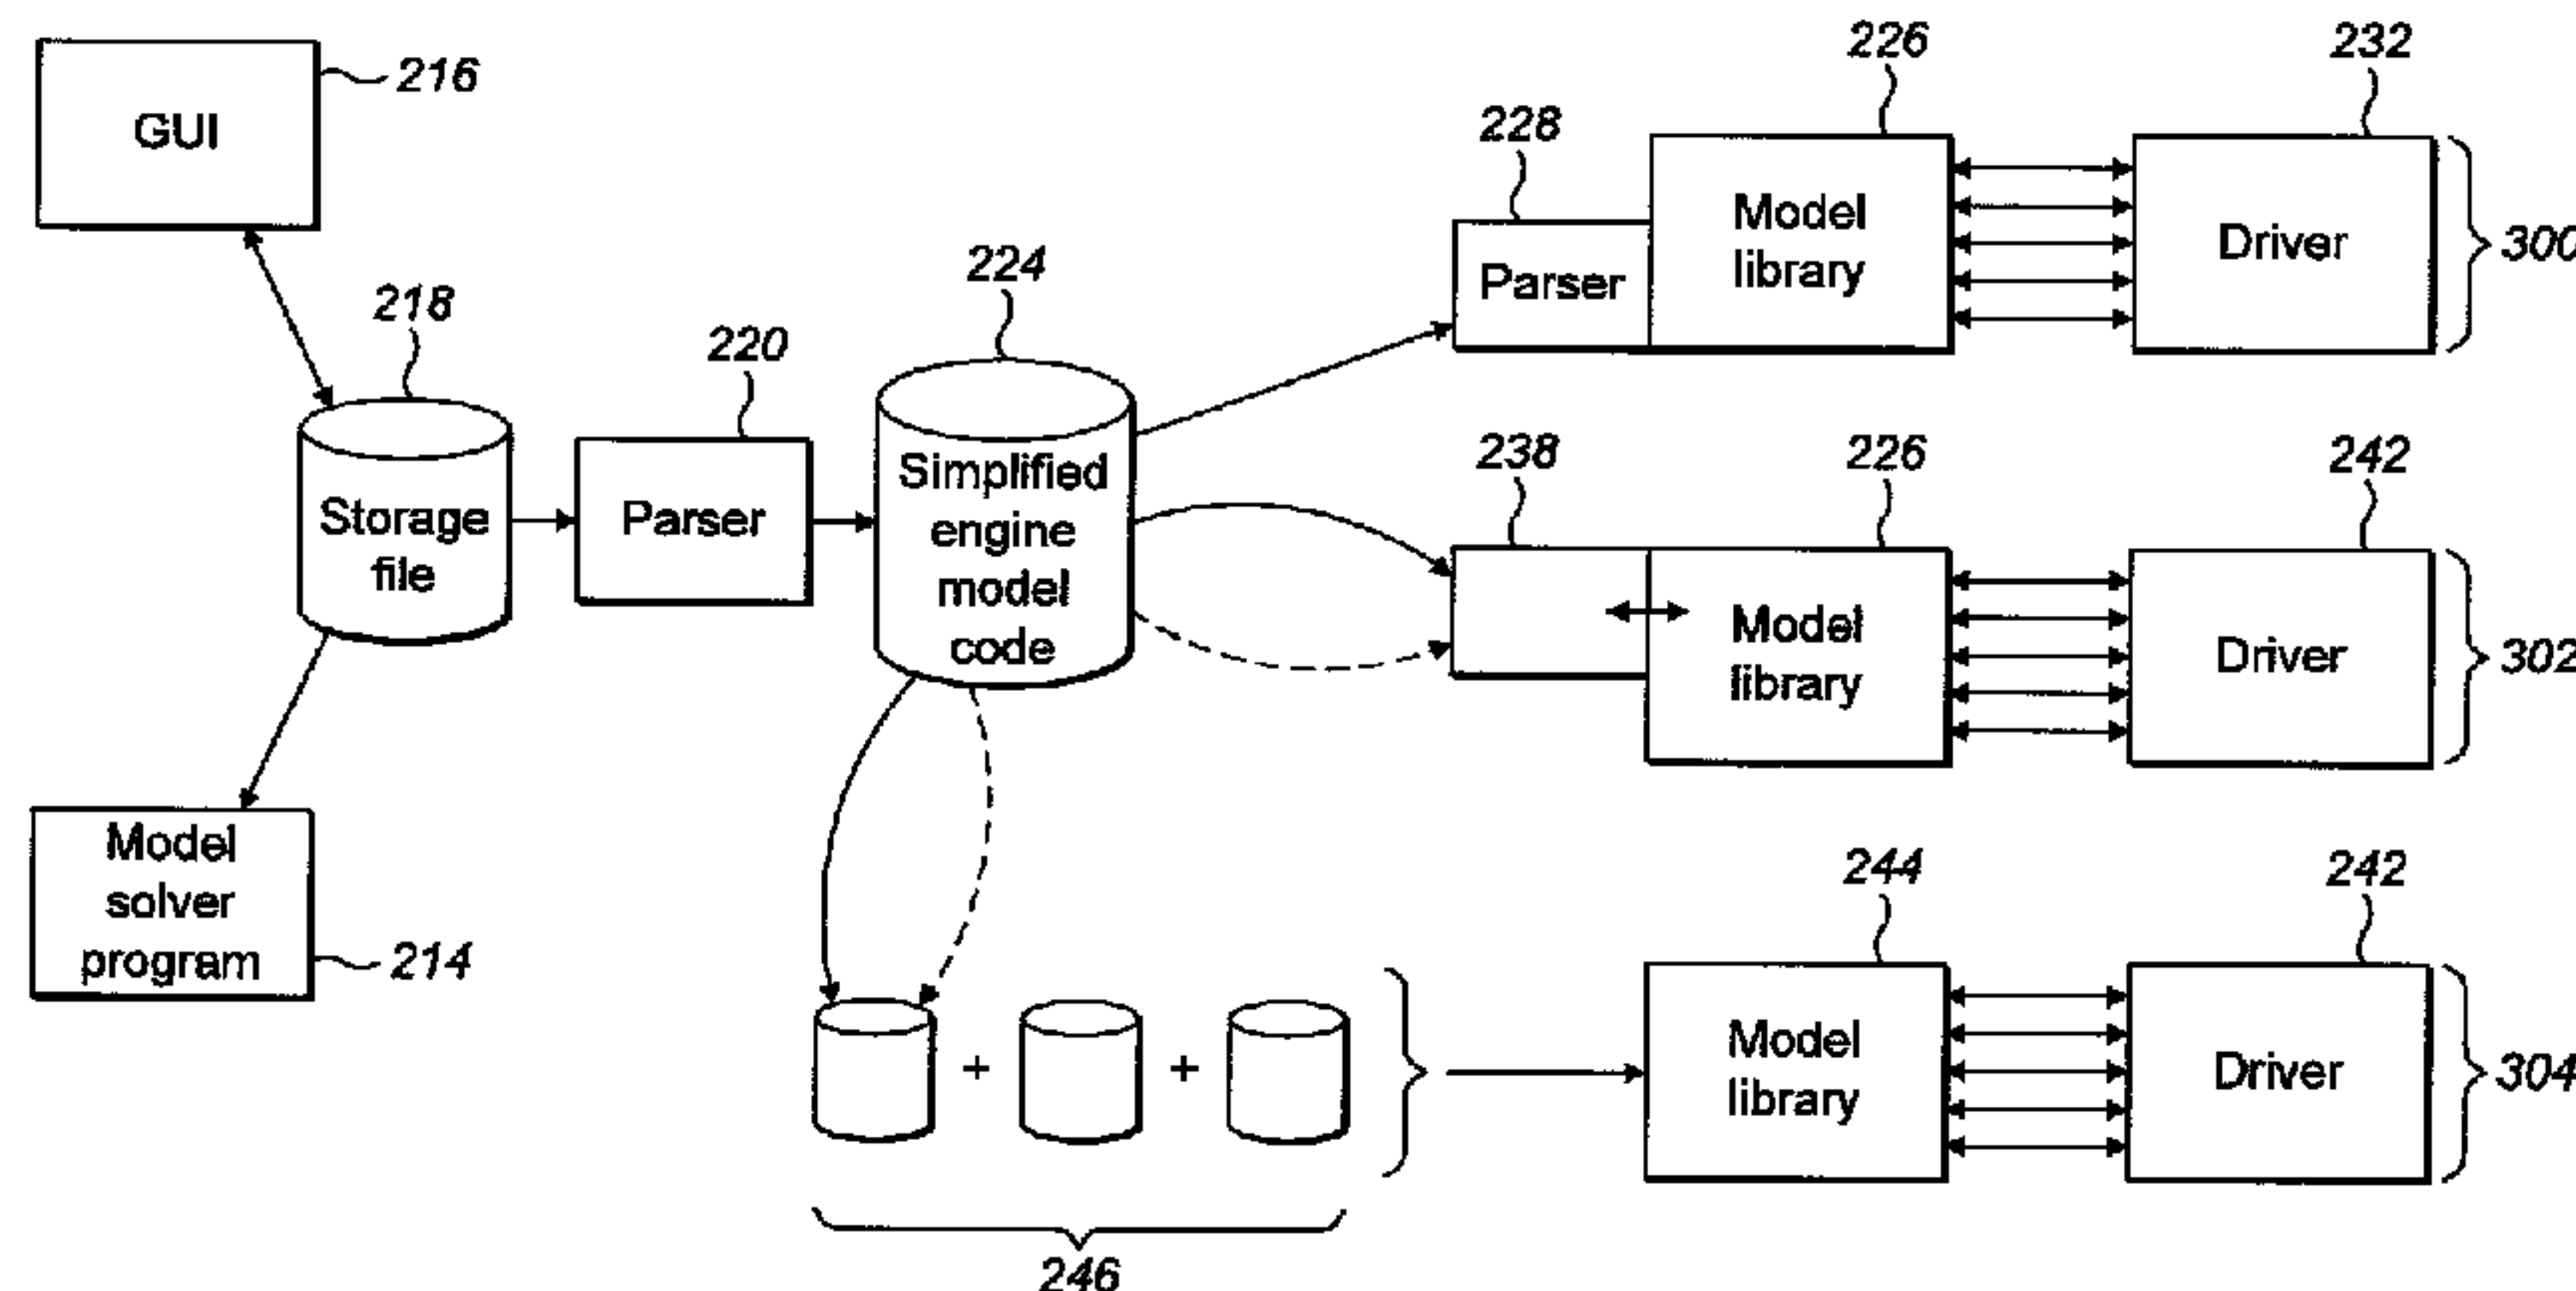 216
GUI
218
Storage
file
220
Parser
224
Simplified
engine
model
code
Model
solver
program
214
228
Parser
226
Model
library
232
Driver
300
238
226
Model
library
242
Driver
302
244
Model
library
242
Driver
304
+
+
246